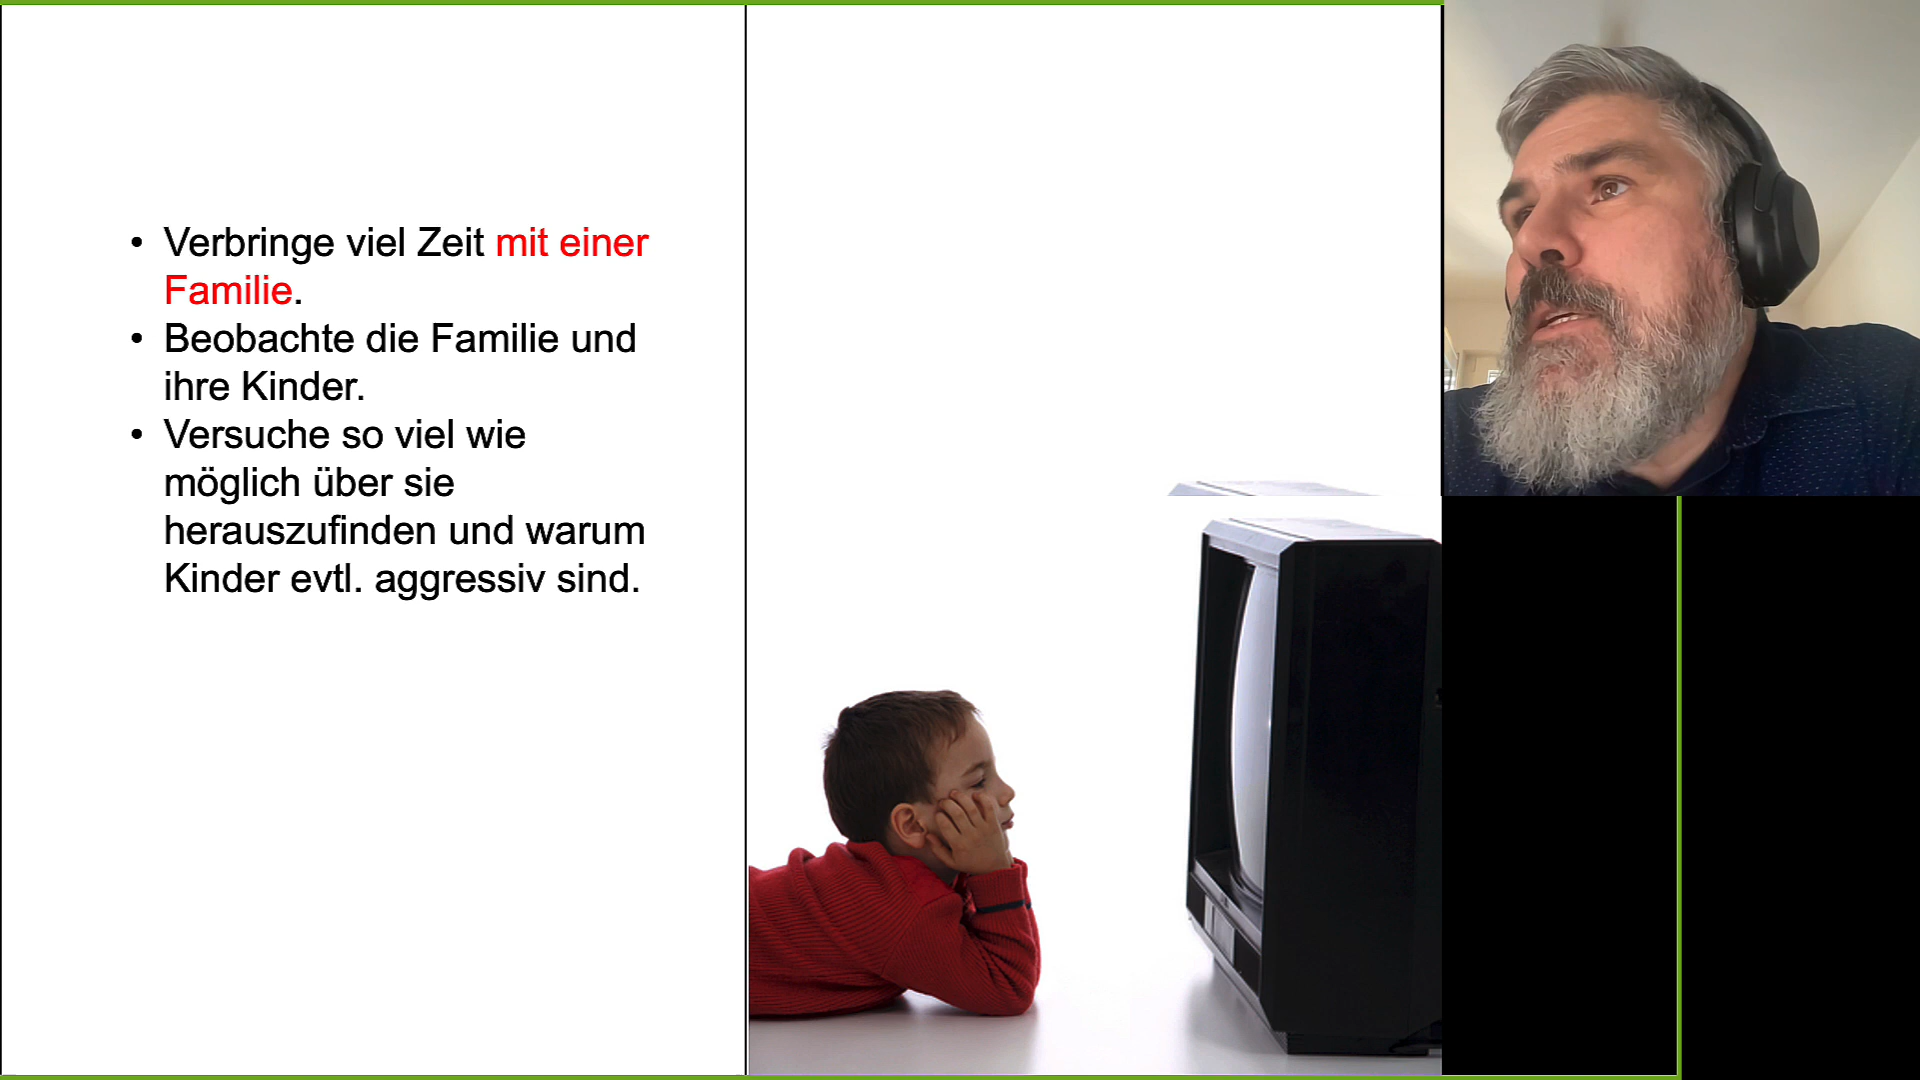 • Verbringe viel Zeit mit einer
Familie.
• Beobachte die Familie und
ihre Kinder.
• Versuche so viel wie
möglich über sie
herauszufinden und warum
Kinder evtl. aggressiv sind.